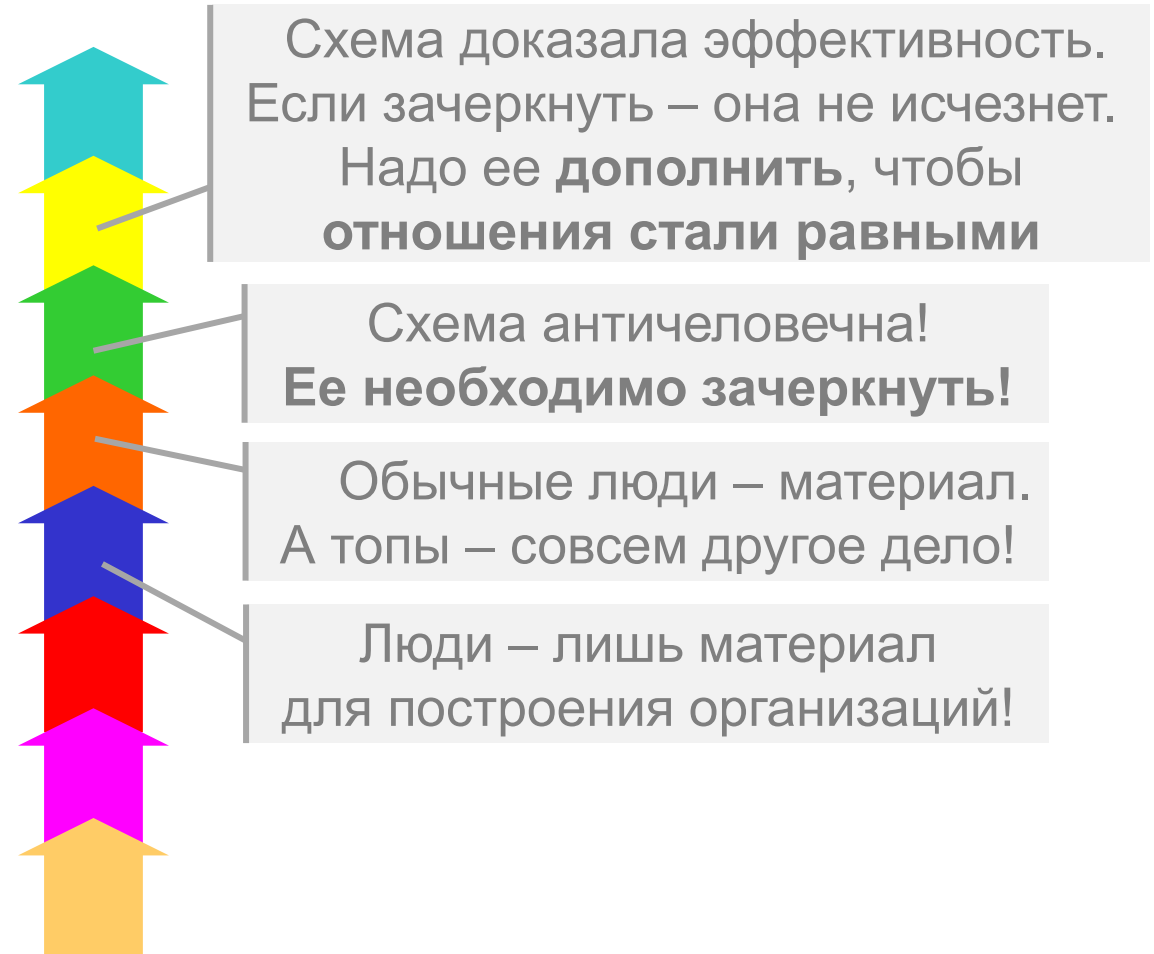 Схема доказала эффективность.
Если зачеркнуть – она не исчезнет.
Надо ее дополнить, чтобы
отношения стали равными
Схема античеловечна!
Ее необходимо зачеркнуть!
Обычные люди – материал.
А топы – совсем другое дело!
Люди – лишь материал
для построения организаций!